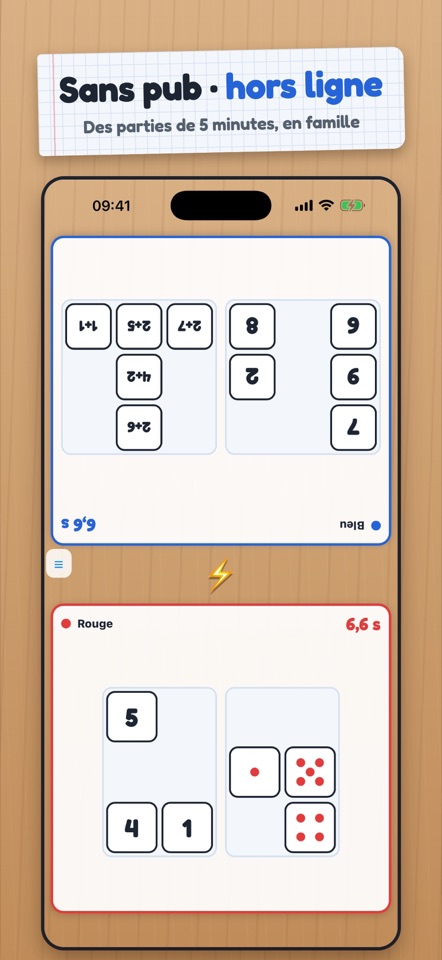 Sans pub · hors ligne
Des parties de 5 minutes, en famille
09:41
1+1 2+5 2+7 8 9
4+2 2 6
6+2 7
6,6 s Bleu
Rouge 6,6 s
5
4 1